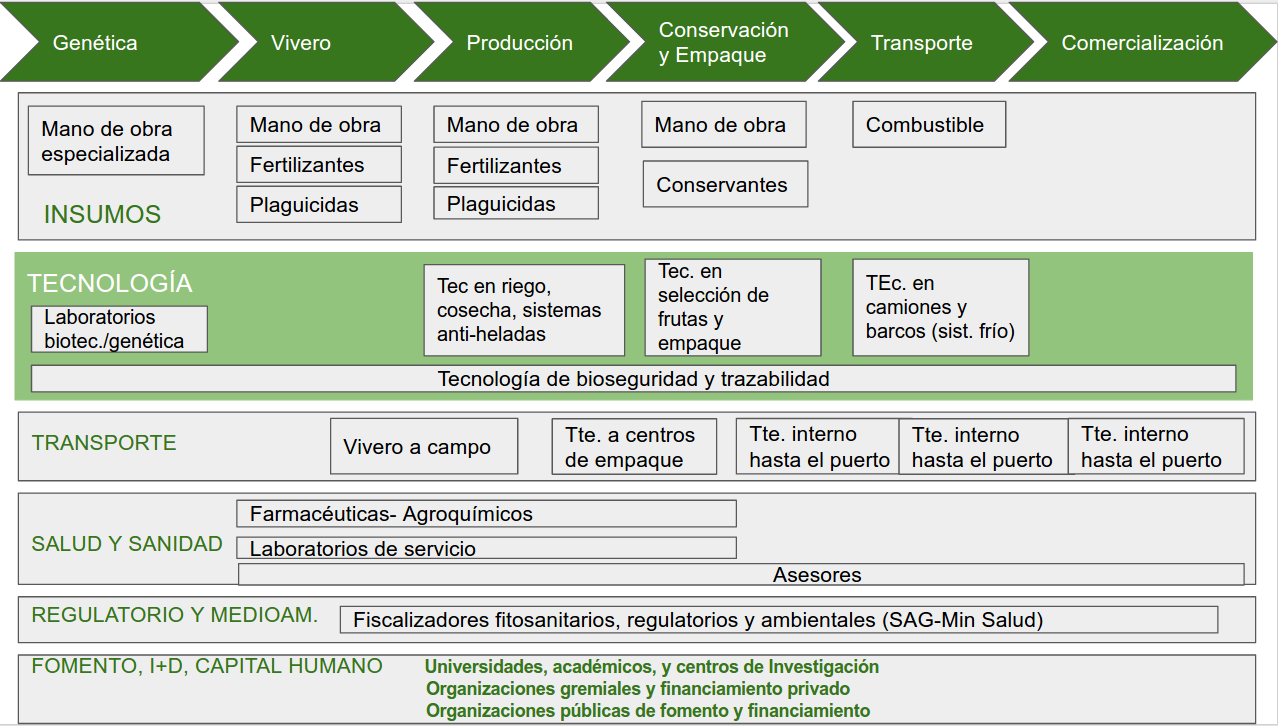 Genética
Vivero
Producción
Conservación
y Empaque
Transporte
Comercialización
Mano de obra
especializada
Mano de obra
Fertilizantes
Plaguicidas
Mano de obra
Fertilizantes
Plaguicidas
Mano de obra
Conservantes
Combustible
INSUMOS
TECNOLOGÍA
Laboratorios
biotec./genética
Tec en riego,
cosecha, sistemas
anti-heladas
Tec. en
selección de
frutas y
empaque
TEc. en
camiones y
barcos (sist. frío)
Tecnología de bioseguridad y trazabilidad
TRANSPORTE
Vivero a campo
Tte. a centros
de empaque
Tte. interno
hasta el puerto
Tte. interno
hasta el puerto
Tte. interno
hasta el puerto
SALUD Y SANIDAD
Farmacéuticas- Agroquímicos
Laboratorios de servicio
Asesores
REGULATORIO Y MEDIOAM.
Fiscalizadores fitosanitarios, regulatorios y ambientales (SAG-Min Salud)
FOMENTO, I+D, CAPITAL HUMANO
Universidades, académicos, y centros de Investigación
Organizaciones gremiales y financiamiento privado
Organizaciones públicas de fomento y financiamiento